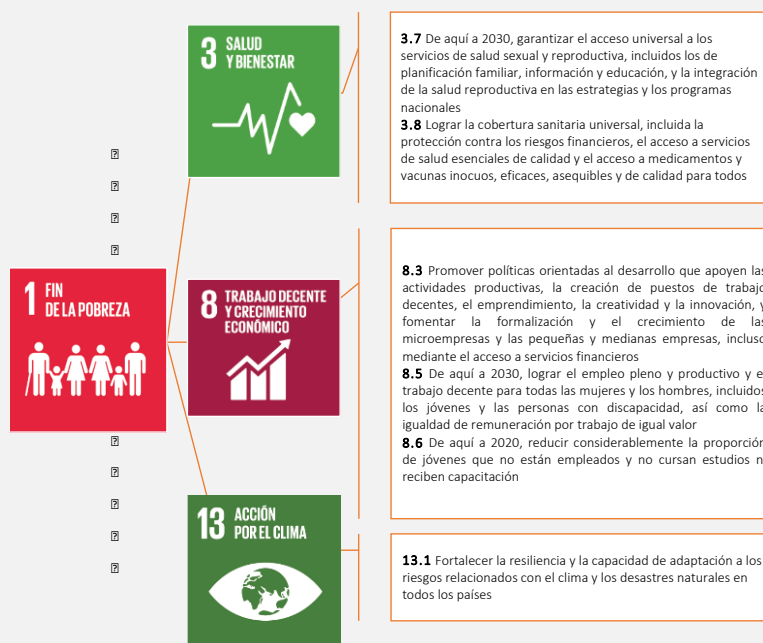 1 FIN
DE LA POBREZA
3 SALUD
Y BIENESTAR
3.7 De aquí a 2030, garantizar el acceso universal a los
servicios de salud sexual y reproductiva, incluidos los de
planificación familiar, información y educación, y la integración
de la salud reproductiva en las estrategias y los programas
nacionales
3.8 Lograr la cobertura sanitaria universal, incluida la
protección contra los riesgos financieros, el acceso a servicios
de salud esenciales de calidad y el acceso a medicamentos y
vacunas inocuos, eficaces, asequibles y de calidad para todos
8 TRABAJO DECENTE
Y CRECIMIENTO
ECONÓMICO
8.3 Promover políticas orientadas al desarrollo que apoyen las
actividades productivas, la creación de puestos de trabajo
decentes, el emprendimiento, la creatividad y la innovación, y
fomentar la formalización y el crecimiento de las
microempresas y las pequeñas y medianas empresas, incluso
mediante el acceso a servicios financieros
8.5 De aquí a 2030, lograr el empleo pleno y productivo y
trabajo decente para todas las mujeres y los hombres, incluidos
los jóvenes y las personas con discapacidad, así como la
igualdad de remuneración por trabajo de igual valor
8.6 De aquí a 2020, reducir considerablemente la proporción
de jóvenes que no están empleados y no cursan estudios
reciben capacitación
13 ACCIÓN
POR EL CLIMA
13.1 Fortalecer la resiliencia y la capacidad de adaptación a los
riesgos relacionados con el clima y los desastres naturales en
todos los países